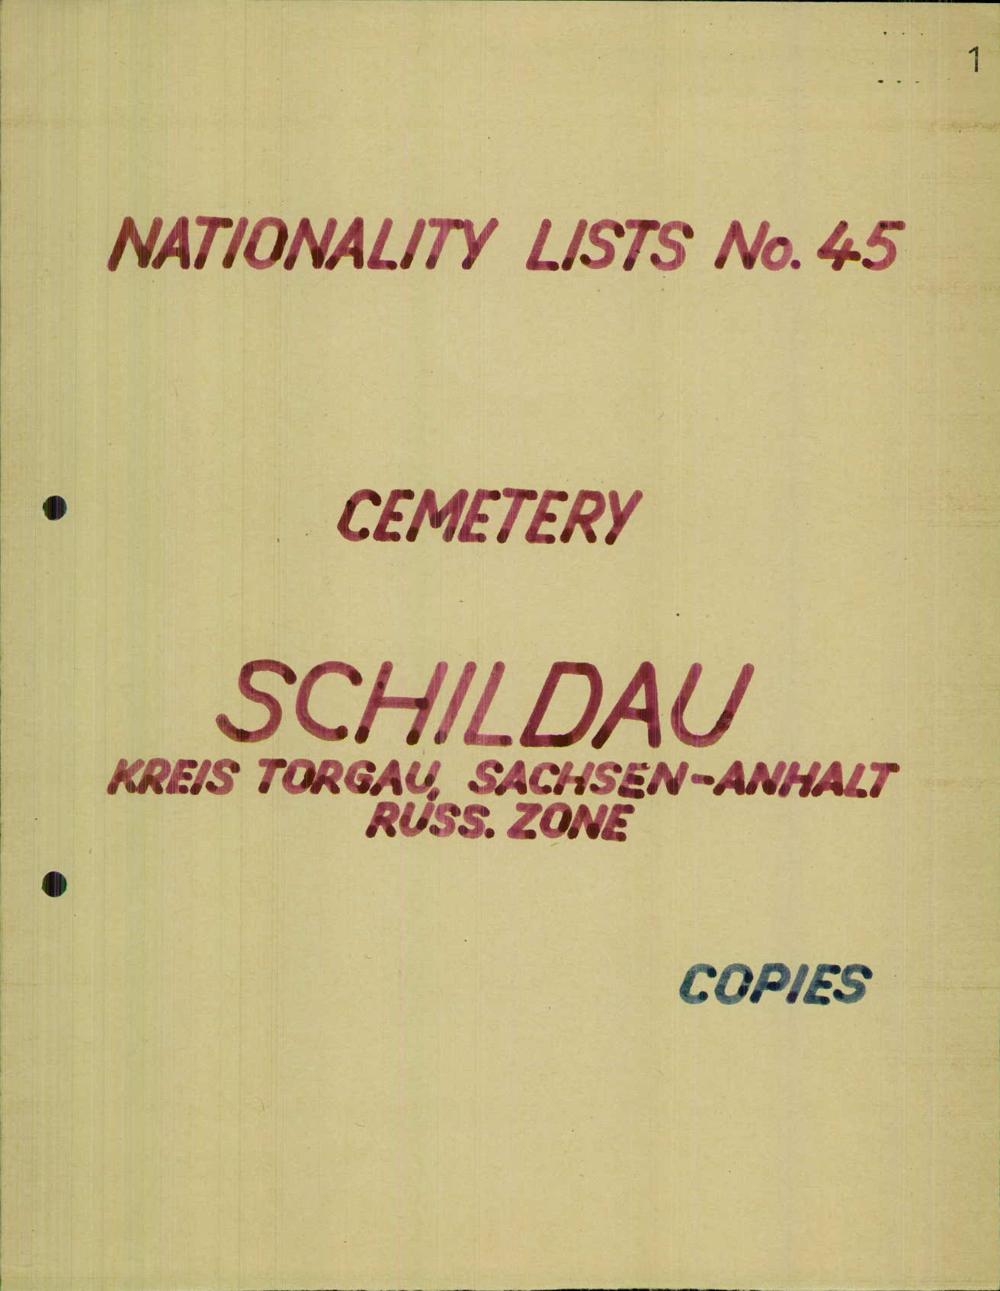 1
NATIONALITY LISTS No. 45
CEMETERY
SCHILDAU
KREIS TORGAU, SACHSEN-ANHALT
RUSS. ZONE
COPIES